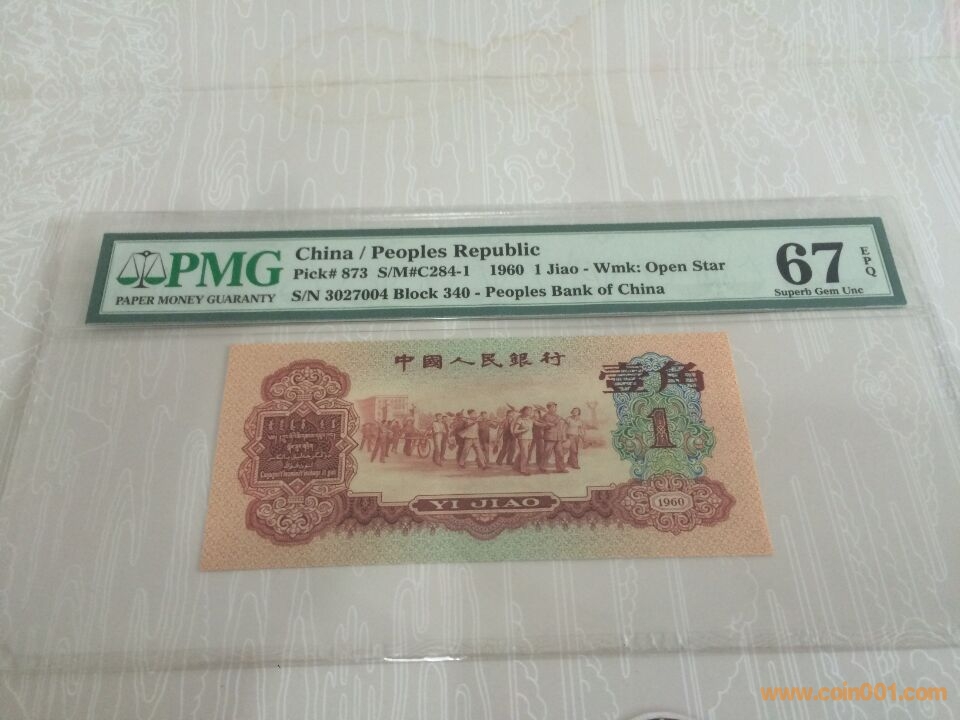 PMG
PAPER MONEY GUARANTY
China / Peoples Republic
Pick# 873 S/M#C284-1 1960 1 Jiao - Wmk: Open Star
S/N 3027004 Block 340 - Peoples Bank of China
67
EPQ
Superb Gem Unc
中國人民銀行
壹角
1
YI JIAO
1960
www.coin001.com